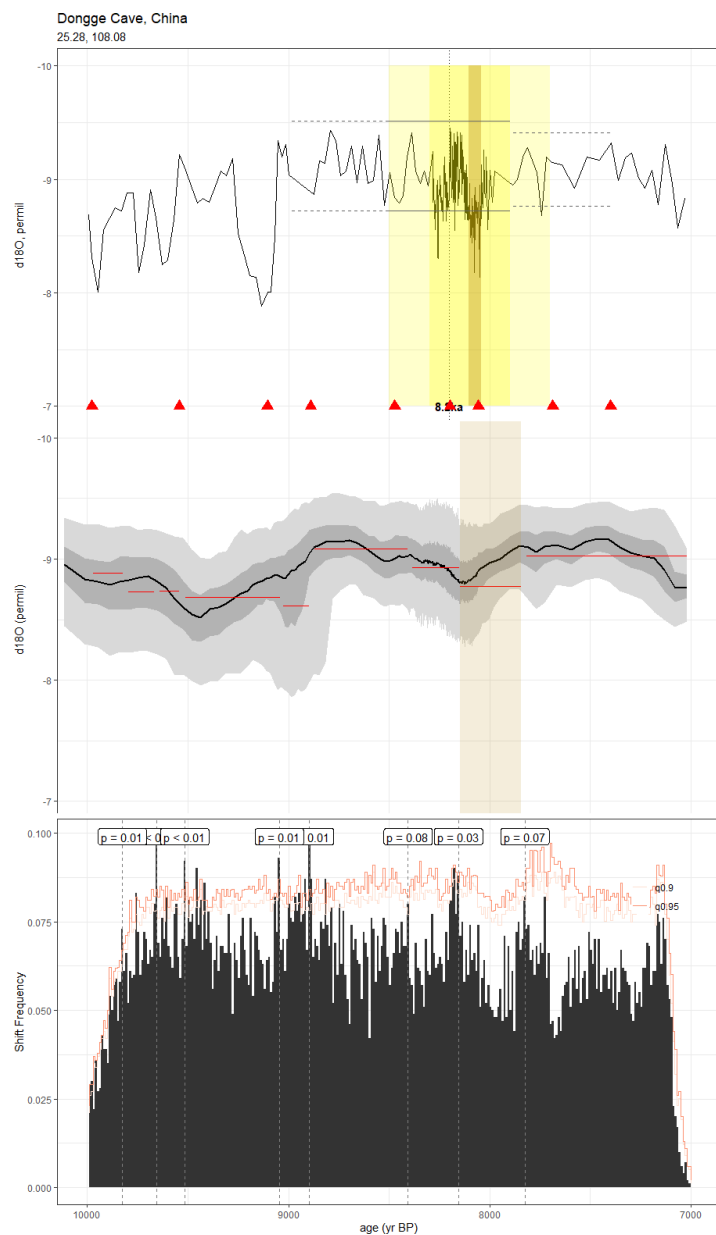 Dongge Cave, China
25.28, 108.08
-10
-9
-8
-7
d18O, permil
8.2ka
-10
-9
-8
-7
d18O (permil)
p = 0.01
p < 0.01
p = 0.01
0.01
p = 0.08
p = 0.03
p = 0.07
0.100
0.075
0.050
0.025
0.000
Shift Frequency
q0.9
q0.95
10000 9000 8000 7000
age (yr BP)